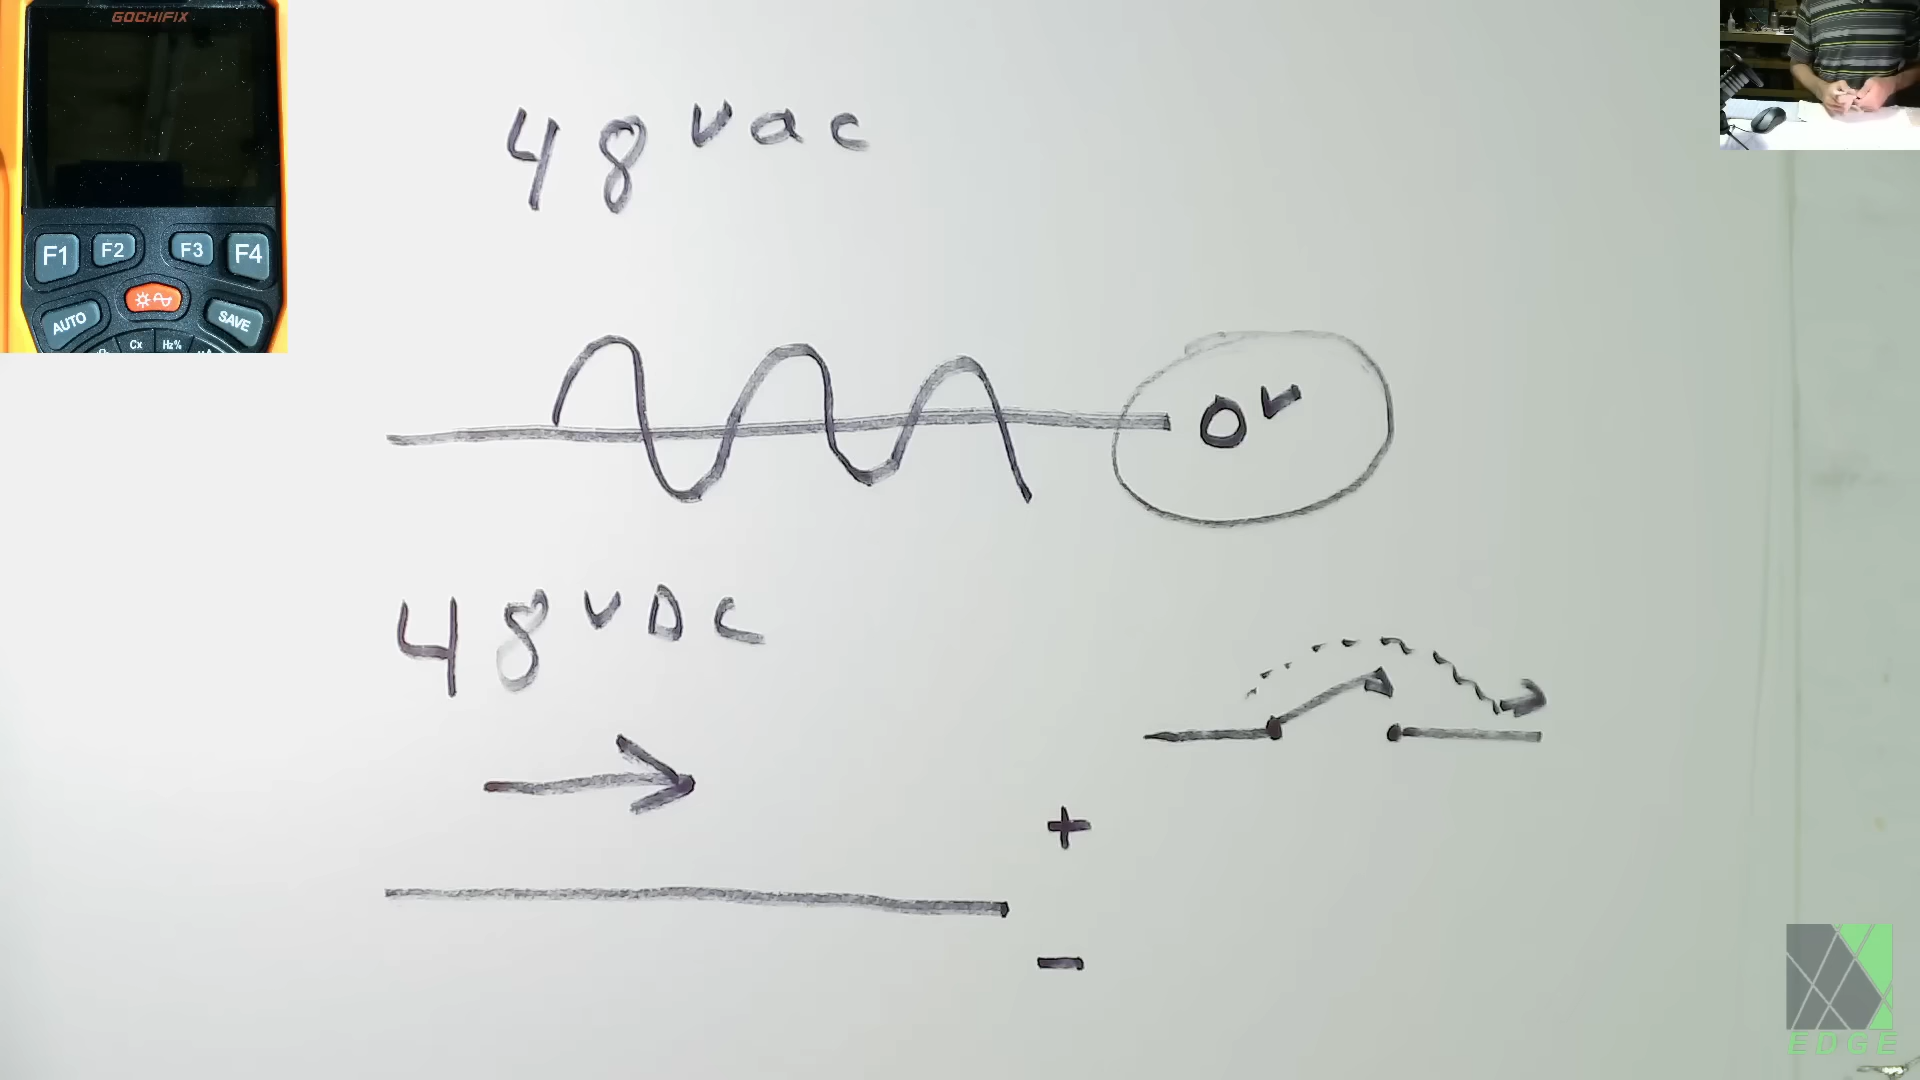 GOCHIFIX
F1 F2 F3 F4
AUTO
SAVE
Cx Hz%
48 vac
0v
48 vDC
+
-
EDGE